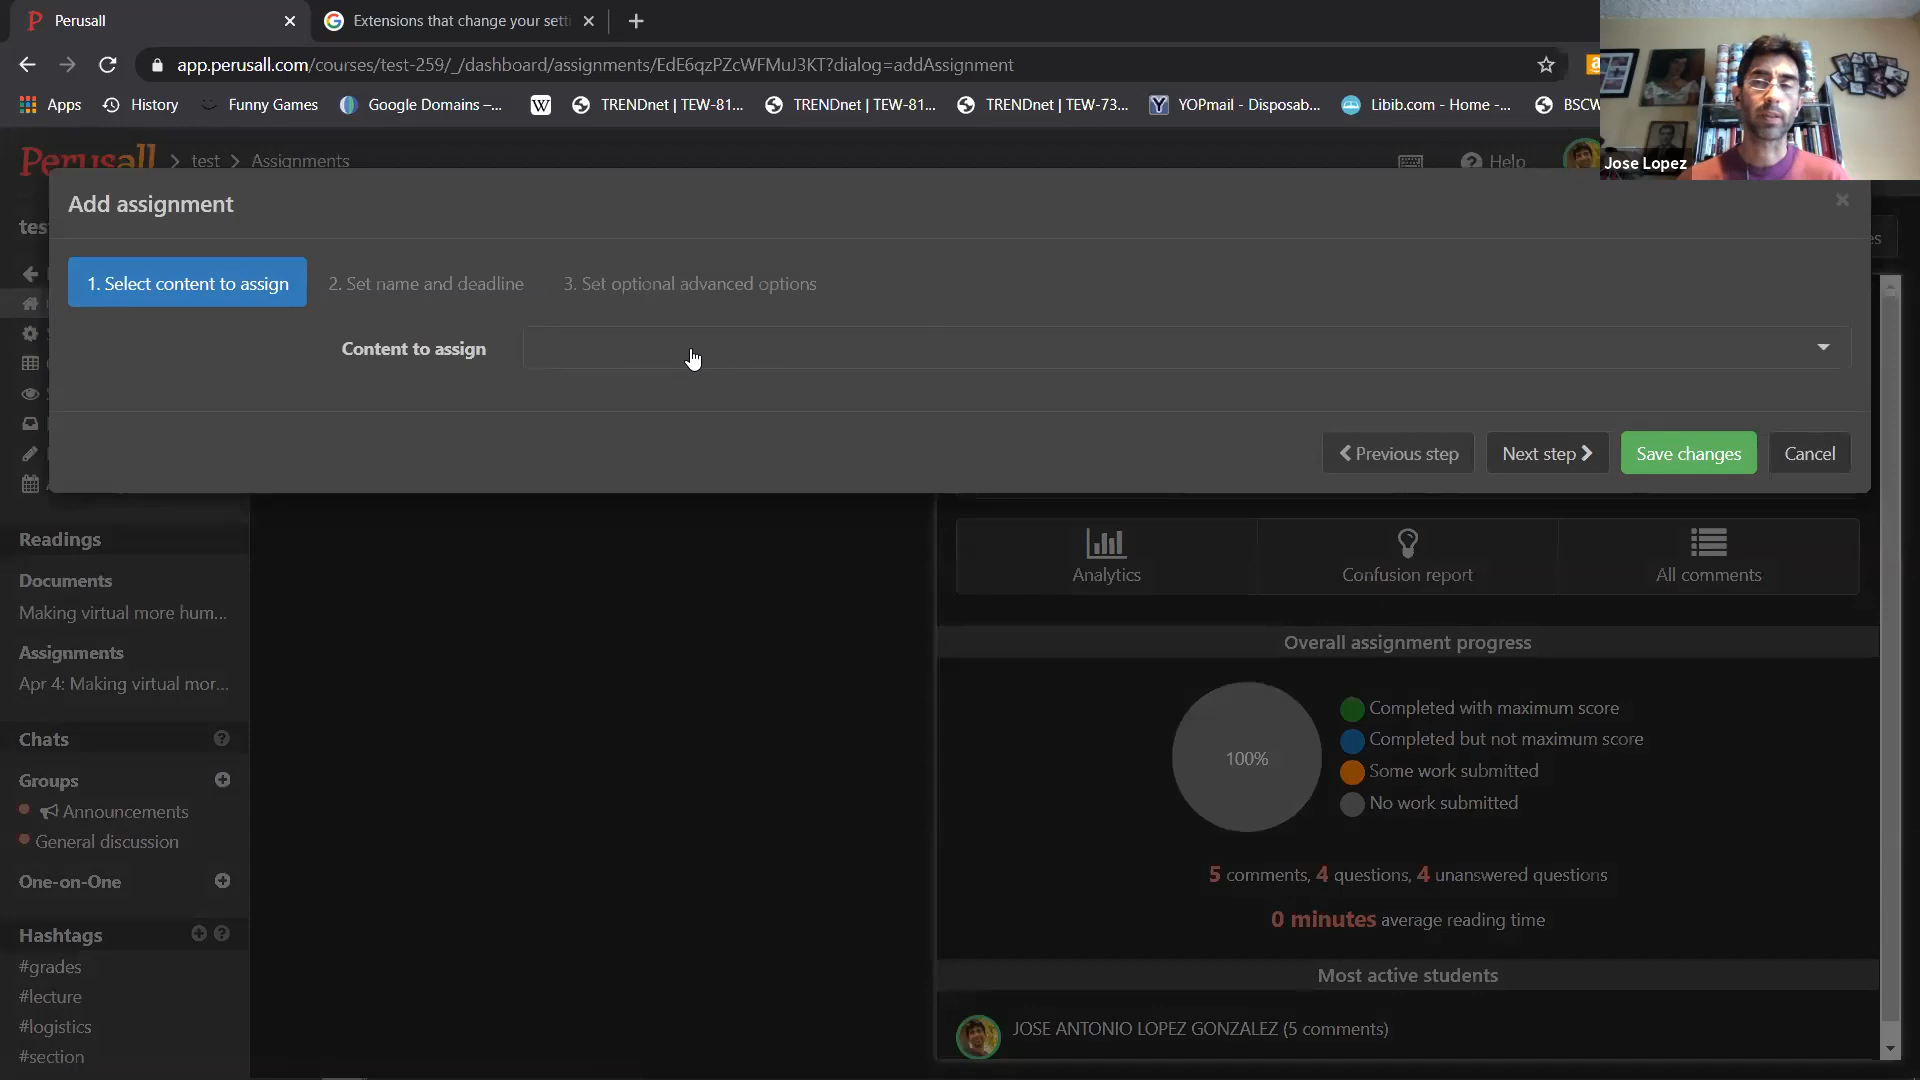 Perusall
Extensions that change your sett
app.perusall.com/courses/test-259/_/dashboard/assignments/EdE6qzPZcWFMuJ3KT?dialog=addAssignment
Apps History Funny Games Google Domains –... TRENDnet | TEW-81... TRENDnet | TEW-81... TRENDnet | TEW-73... YOPmail - Disposab... Libib.com - Home -... BSCW
Jose Lopez
Perusall > test > Assignments
Help
Add assignment
1. Select content to assign 2. Set name and deadline 3. Set optional advanced options
Content to assign
Previous step Next step Save changes Cancel
Readings
Documents
Making virtual more hum...
Assignments
Apr 4: Making virtual mor...
Chats
Groups
Announcements
General discussion
One-on-One
Hashtags
#grades
#lecture
#logistics
#section
Analytics Confusion report All comments
Overall assignment progress
100%
Completed with maximum score
Completed but not maximum score
Some work submitted
No work submitted
5 comments, 4 questions, 4 unanswered questions
0 minutes average reading time
Most active students
JOSE ANTONIO LOPEZ GONZALEZ (5 comments)